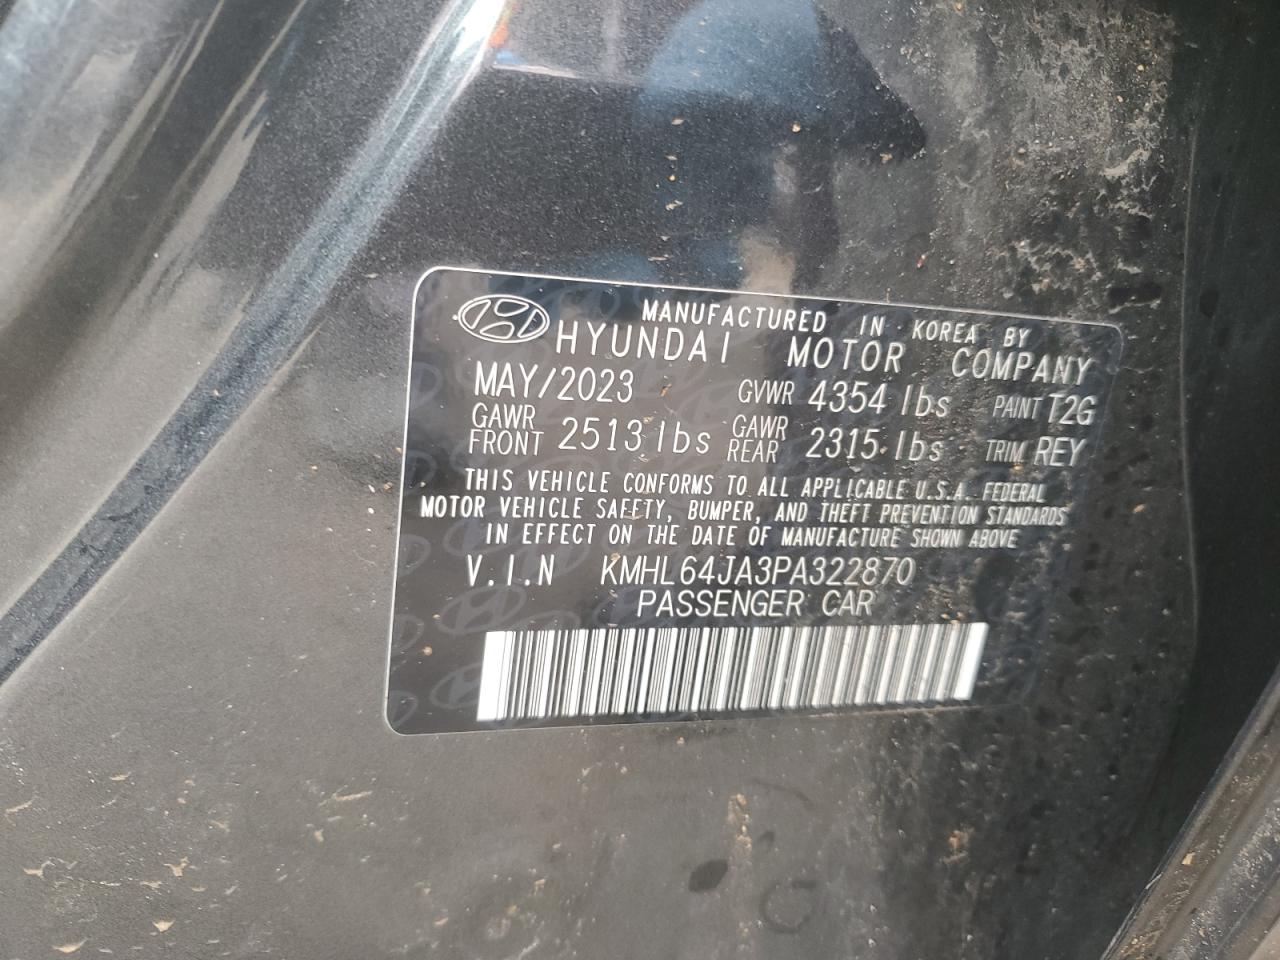 MANUFACTURED IN KOREA BY
HYUNDAI MOTOR COMPANY
MAY/2023 GVWR 4354 lbs PAINT T2G
GAWR FRONT 2513 lbs GAWR REAR 2315 lbs TRIM REY
THIS VEHICLE CONFORMS TO ALL APPLICABLE U.S.A. FEDERAL
MOTOR VEHICLE SAFETY, BUMPER, AND THEFT PREVENTION STANDARDS
IN EFFECT ON THE DATE OF MANUFACTURE SHOWN ABOVE
V.I.N KMHL64JA3PA322870
PASSENGER CAR